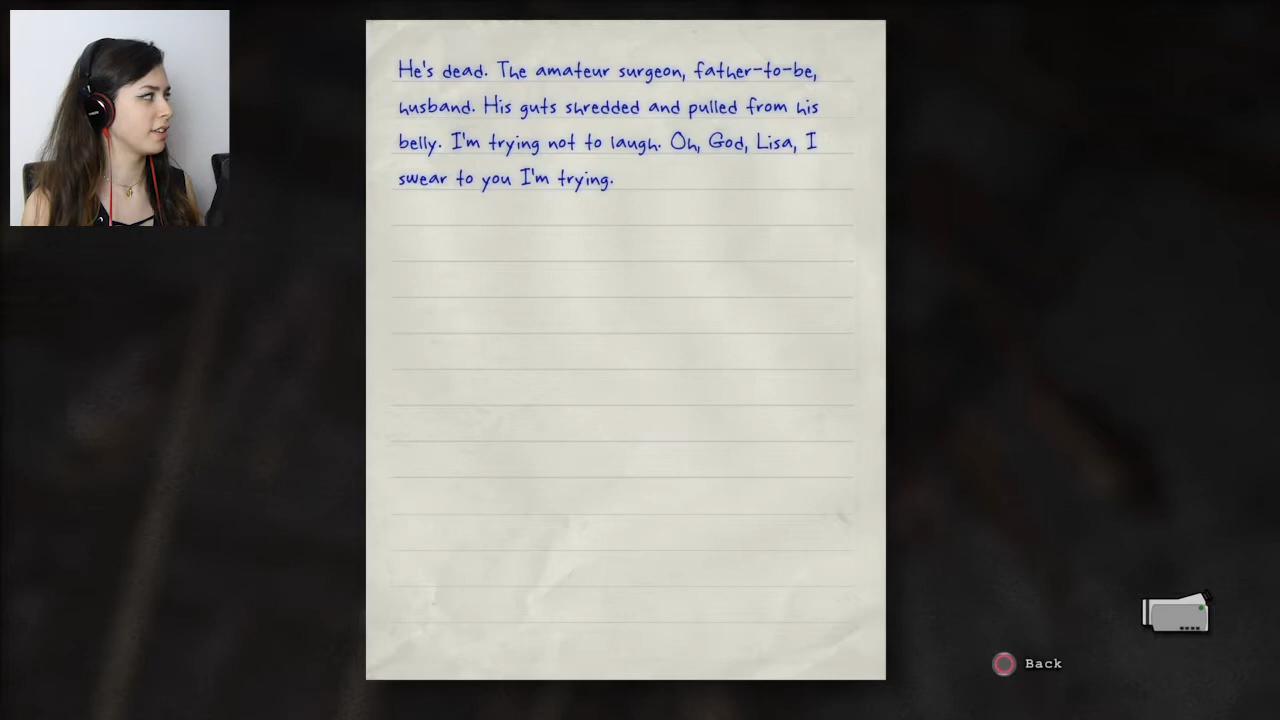 He's dead. The amateur surgeon, father-to-be,
husband. His guts shredded and pulled from his
belly. I'm trying not to laugh. Oh, God, Lisa, I
swear to you I'm trying.
Back